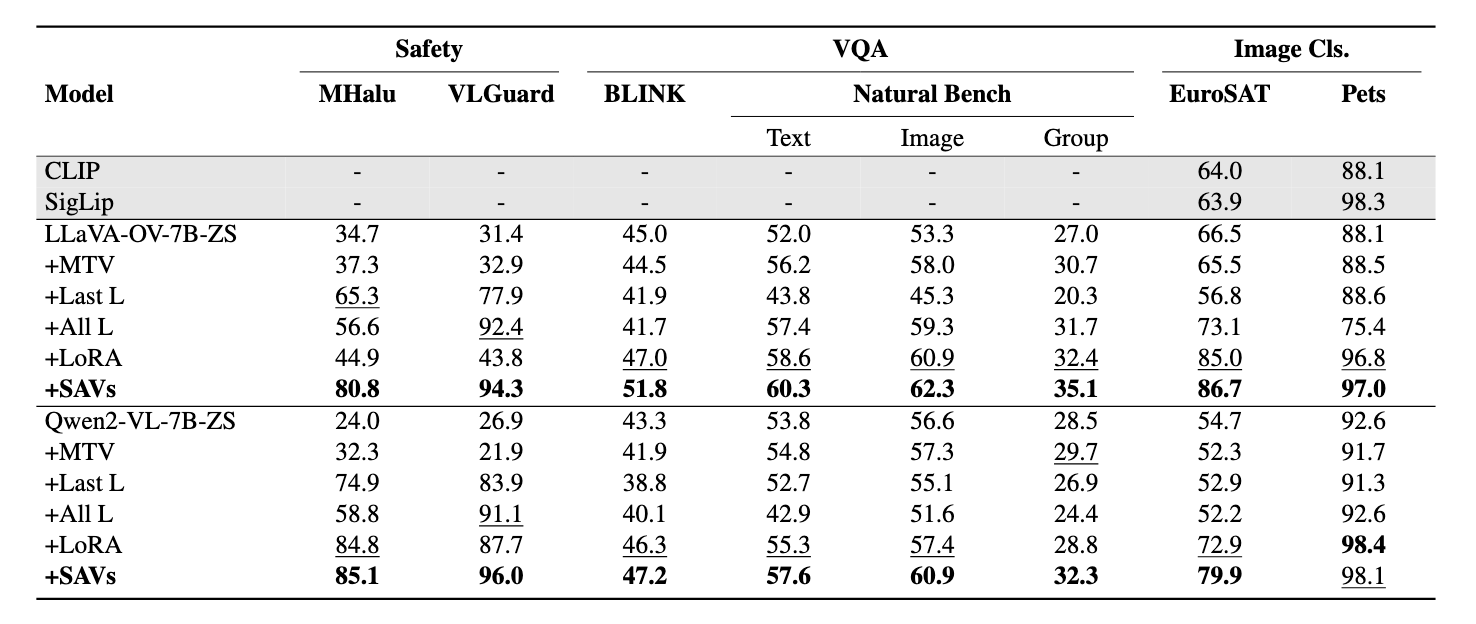 Safety VQA Image Cls.
Model MHalu VLGuard BLINK Natural Bench EuroSAT Pets
Text Image Group
CLIP - - - - - - 64.0 88.1
SigLip - - - - - - 63.9 98.3
LLaVA-OV-7B-ZS 34.7 31.4 45.0 52.0 53.3 27.0 66.5 88.1
+MTV 37.3 32.9 44.5 56.2 58.0 30.7 65.5 88.5
+Last L 65.3 77.9 41.9 43.8 45.3 20.3 56.8 88.6
+All L 56.6 92.4 41.7 57.4 59.3 31.7 73.1 75.4
+LoRA 44.9 43.8 47.0 58.6 60.9 32.4 85.0 96.8
+SAVs 80.8 94.3 51.8 60.3 62.3 35.1 86.7 97.0
Qwen2-VL-7B-ZS 24.0 26.9 43.3 53.8 56.6 28.5 54.7 92.6
+MTV 32.3 21.9 41.9 54.8 57.3 29.7 52.3 91.7
+Last L 74.9 83.9 38.8 52.7 55.1 26.9 52.9 91.3
+All L 58.8 91.1 40.1 42.9 51.6 24.4 52.2 92.6
+LoRA 84.8 87.7 46.3 55.3 57.4 28.8 72.9 98.4
+SAVs 85.1 96.0 47.2 57.6 60.9 32.3 79.9 98.1